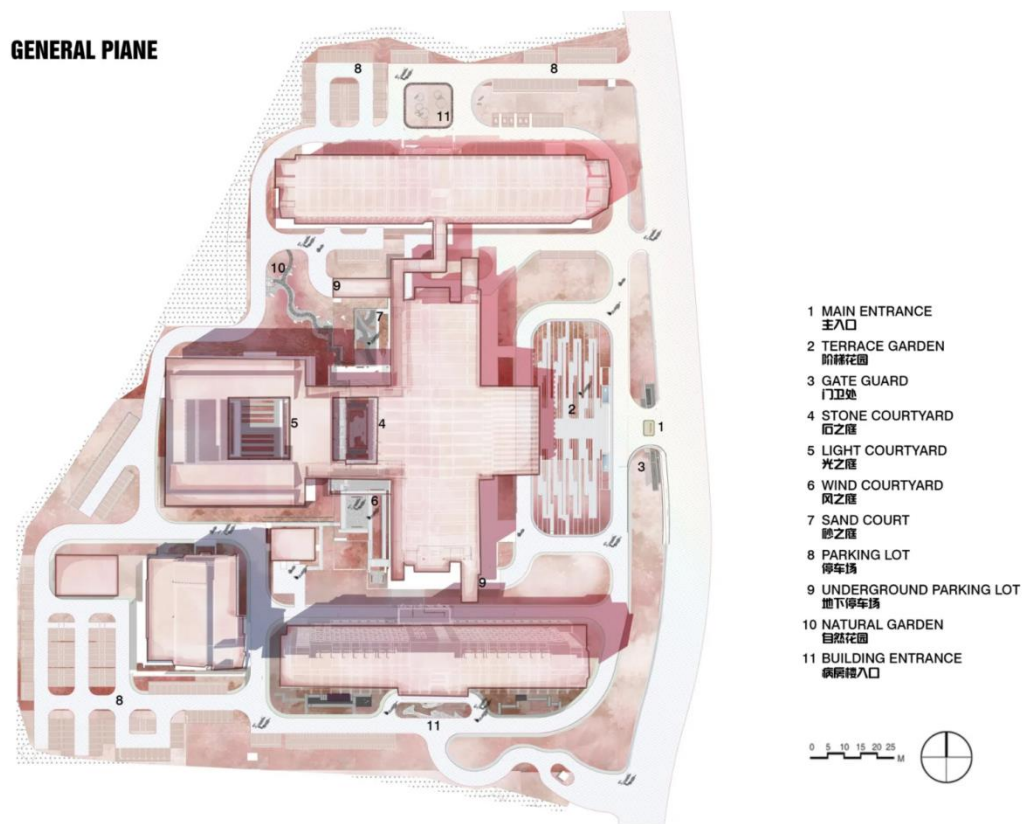 GENERAL PIANE
8
8
11
10
9
7
2
5
4
1
3
6
9
8
11
1 MAIN ENTRANCE
主入口
2 TERRACE GARDEN
阶梯花园
3 GATE GUARD
门卫处
4 STONE COURTYARD
石之庭
5 LIGHT COURTYARD
光之庭
6 WIND COURTYARD
风之庭
7 SAND COURT
砂之庭
8 PARKING LOT
停车场
9 UNDERGROUND PARKING LOT
地下停车场
10 NATURAL GARDEN
自然花园
11 BUILDING ENTRANCE
病房楼入口
0 5 10 15 20 25
M